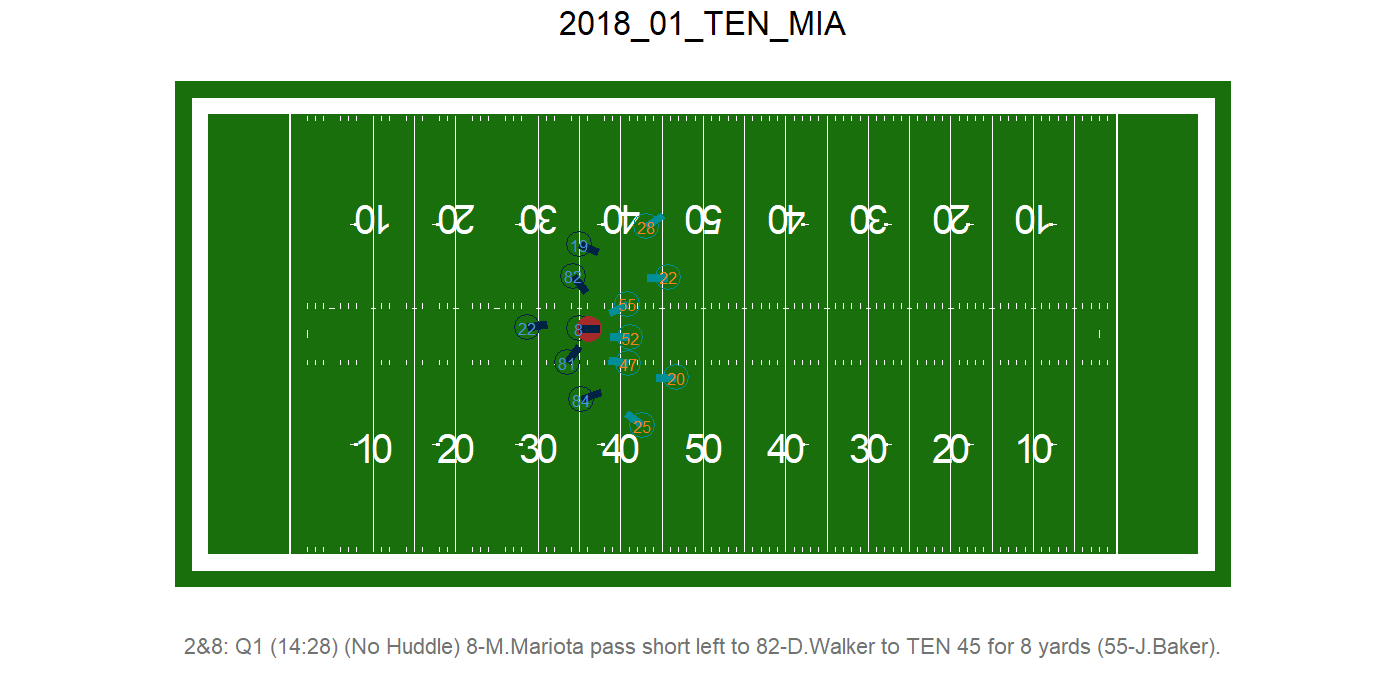 2018_01_TEN_MIA
10 20 30 40 50 40 30 20 10
28
19
22
82
55
22 8 52
81 47
20
84
25
10 20 30 40 50 40 30 20 10
2&8: Q1 (14:28) (No Huddle) 8-M.Mariota pass short left to 82-D.Walker to TEN 45 for 8 yards (55-J.Baker).